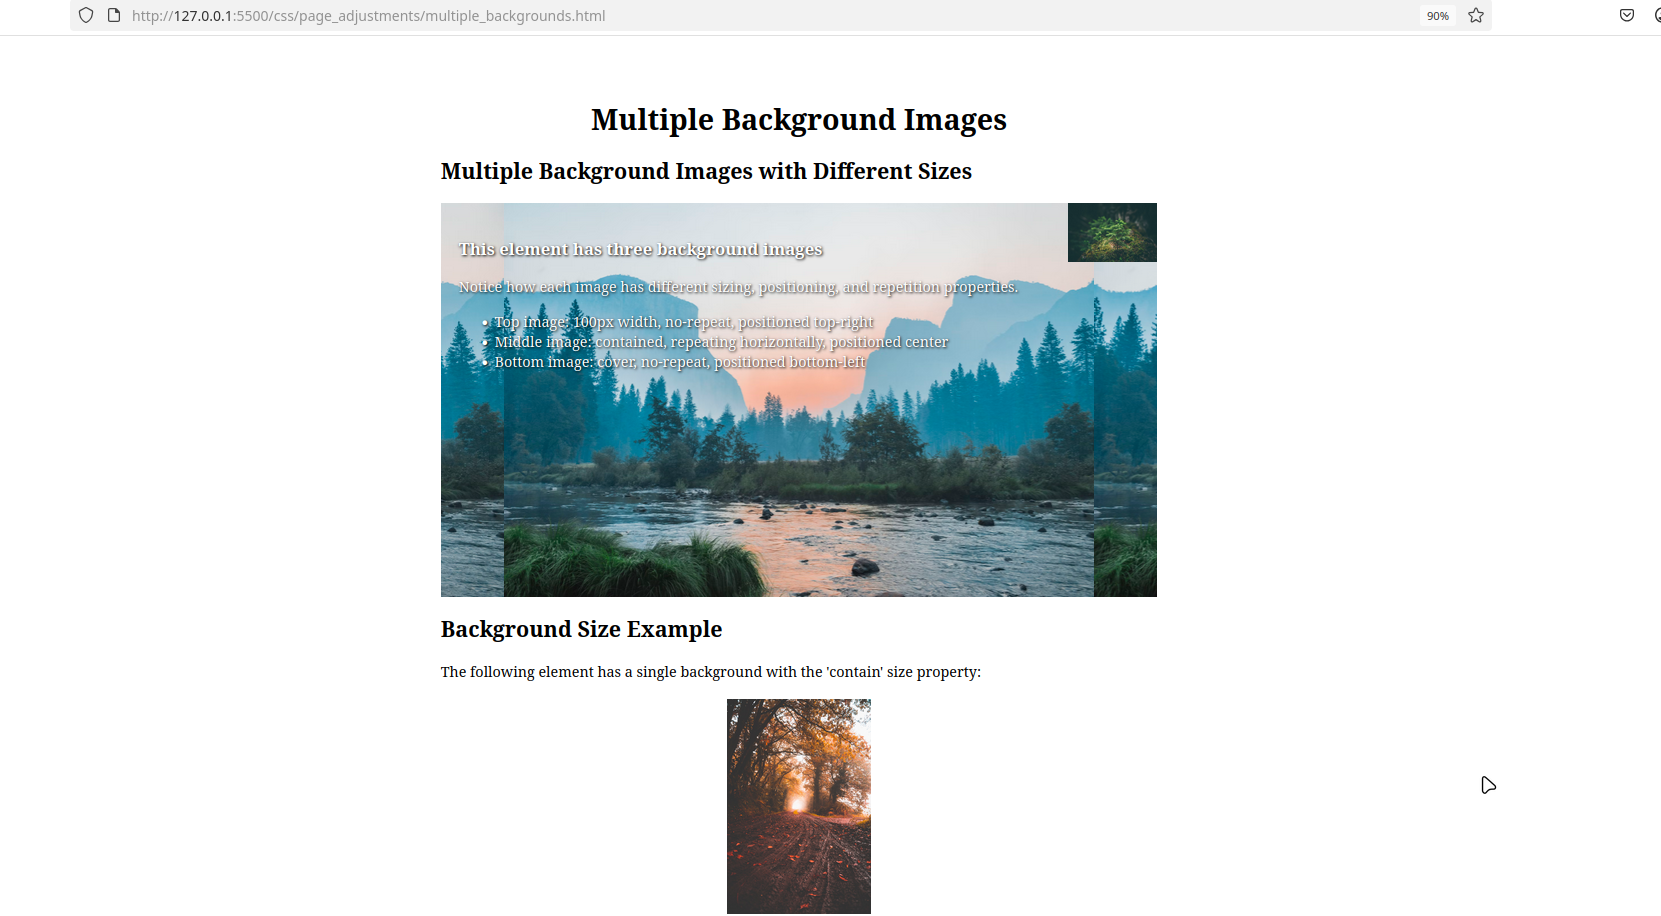 http://127.0.0.1:5500/css/page_adjustments/multiple_backgrounds.html
90%
Multiple Background Images
Multiple Background Images with Different Sizes
This element has three background images
Notice how each image has different sizing, positioning, and repetition properties.
• Top image: 100px width, no-repeat, positioned top-right
• Middle image: contained, repeating horizontally, positioned center
• Bottom image: cover, no-repeat, positioned bottom-left
Background Size Example
The following element has a single background with the 'contain' size property: